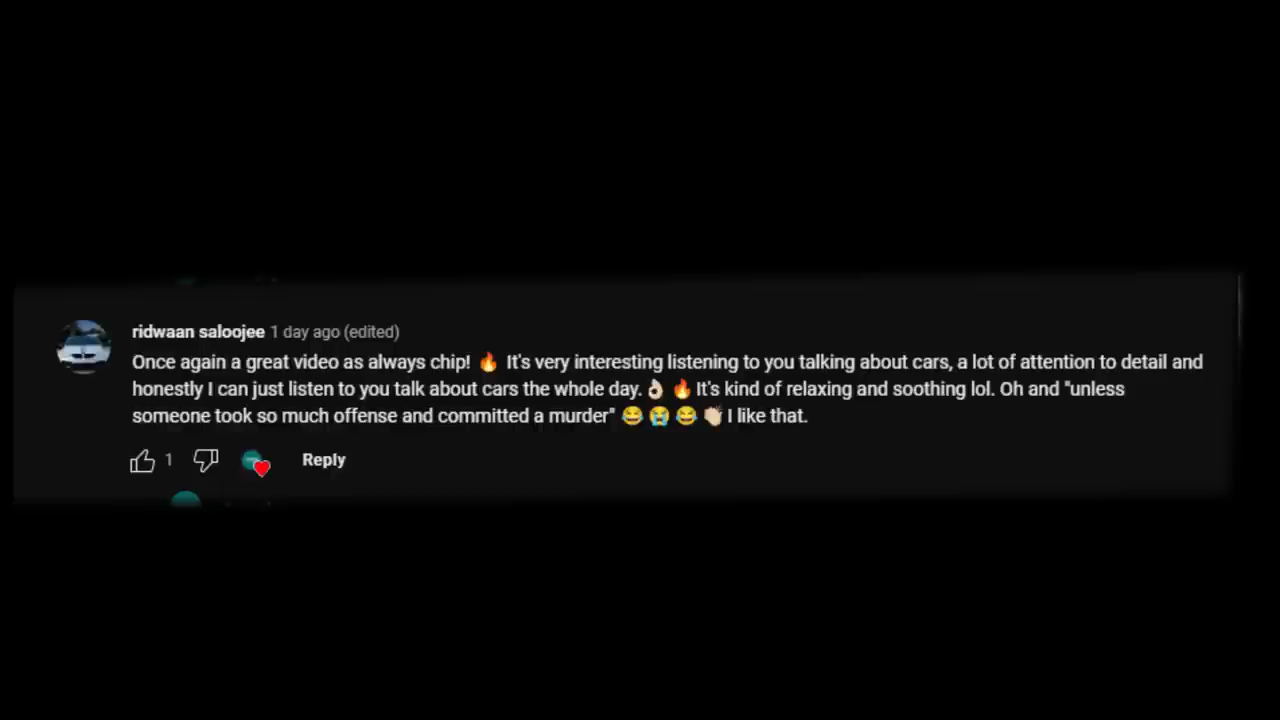 ridwaan saloojee 1 day ago (edited)
Once again a great video as always chip! 🔥 It's very interesting listening to you talking about cars, a lot of attention to detail and
honestly I can just listen to you talk about cars the whole day.👌🏻 🔥It's kind of relaxing and soothing lol. Oh and "unless
someone took so much offense and committed a murder" 😂😭😂👏🏻I like that.
1 Reply